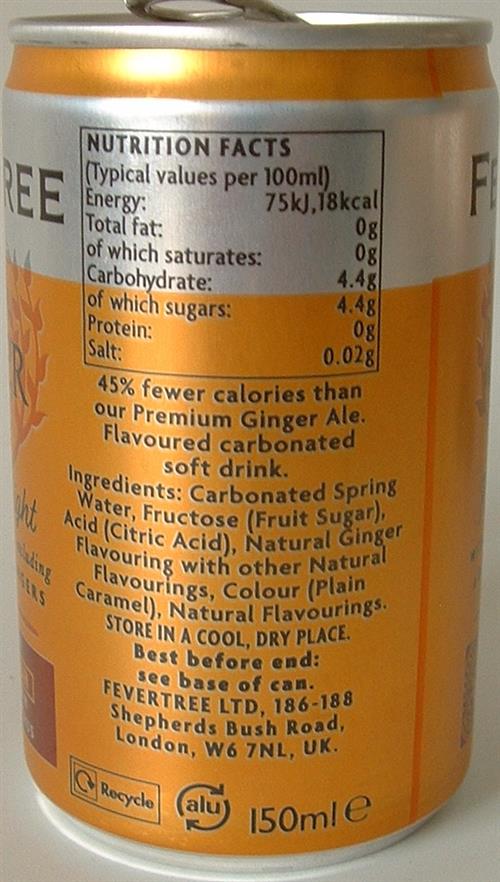 NUTRITION FACTS
(Typical values per 100ml)
Energy: 75kJ,18kcal
Total fat: 0g
of which saturates: 0g
Carbohydrate: 4.4g
of which sugars: 4.4g
Protein: 0g
Salt: 0.02g
45% fewer calories than
our Premium Ginger Ale.
Flavoured carbonated
soft drink.
Ingredients: Carbonated Spring
Water, Fructose (Fruit Sugar),
Acid (Citric Acid), Natural Ginger
Flavouring with other Natural
Flavourings, Colour (Plain
Caramel), Natural Flavourings.
STORE IN A COOL, DRY PLACE.
Best before end:
see base of can.
FEVERTREE LTD, 186-188
Shepherds Bush Road,
London, W6 7NL, UK.
Recycle
alu
150ml e
REE
R
ght
FE